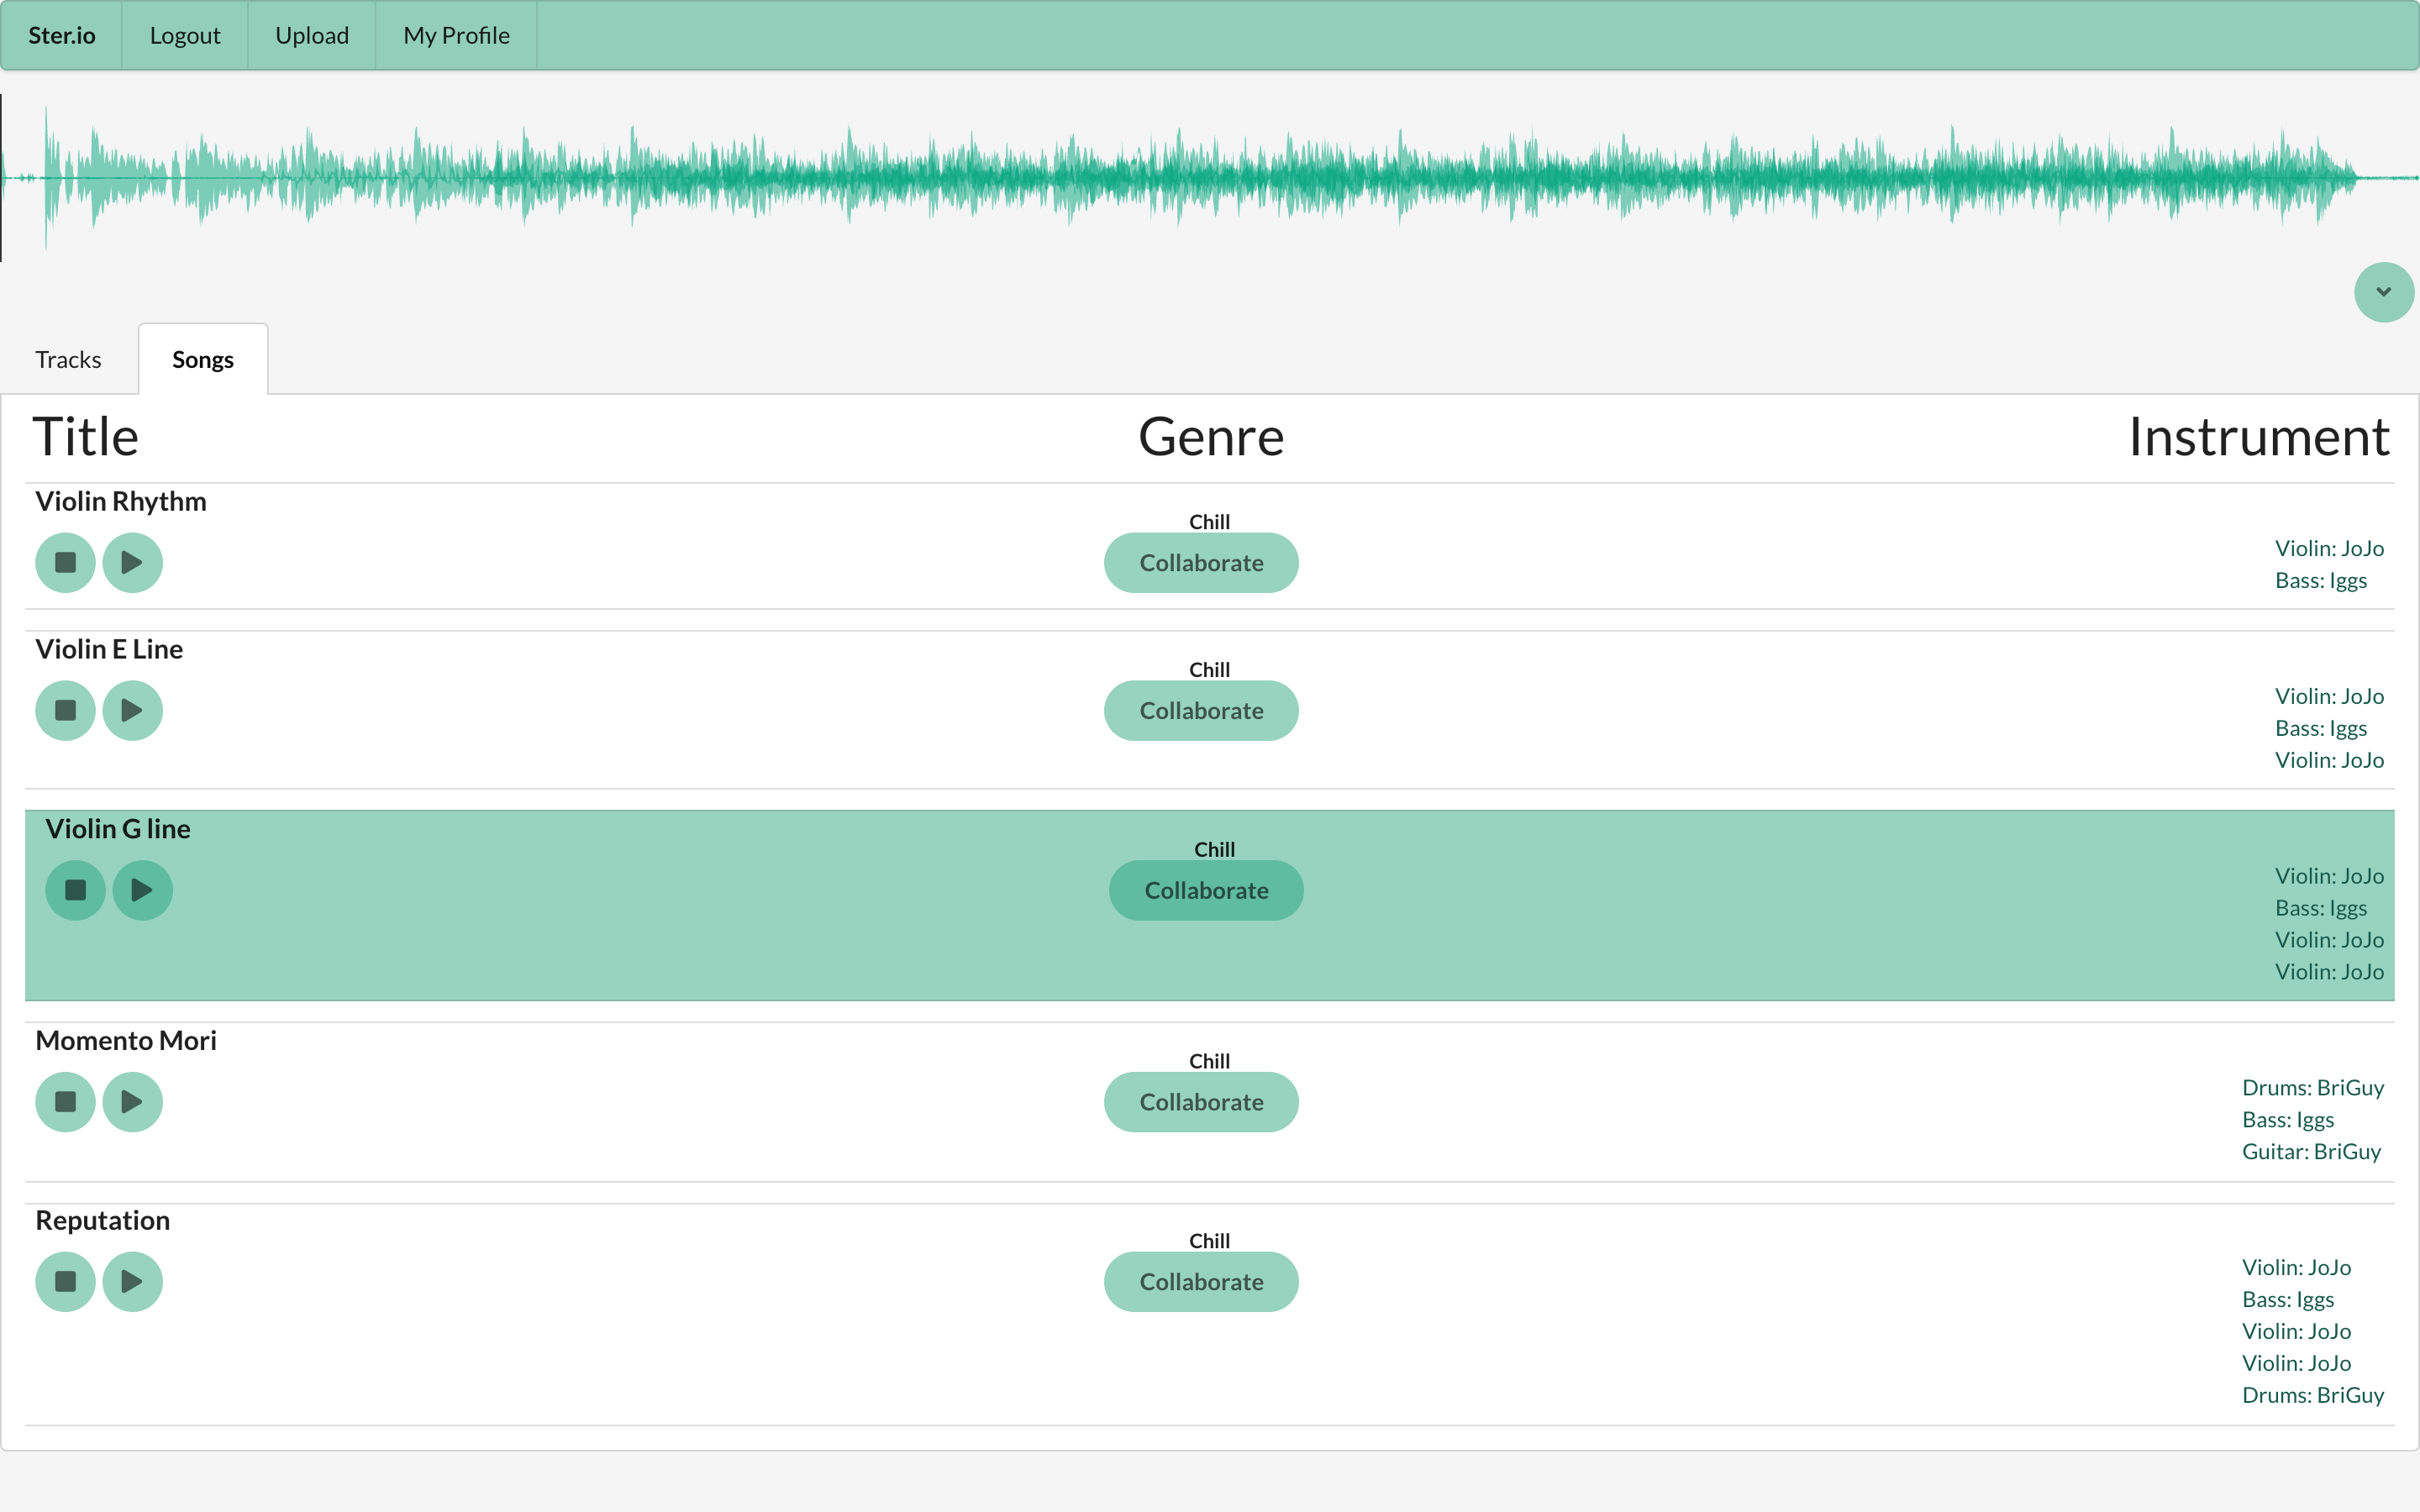 Ster.io Logout Upload My Profile
Tracks Songs
Title Genre Instrument
Violin Rhythm
Chill
Collaborate
Violin: JoJo
Bass: Iggs
Violin E Line
Chill
Collaborate
Violin: JoJo
Bass: Iggs
Violin: JoJo
Violin G line
Chill
Collaborate
Violin: JoJo
Bass: Iggs
Violin: JoJo
Violin: JoJo
Momento Mori
Chill
Collaborate
Drums: BriGuy
Bass: Iggs
Guitar: BriGuy
Reputation
Chill
Collaborate
Violin: JoJo
Bass: Iggs
Violin: JoJo
Violin: JoJo
Drums: BriGuy